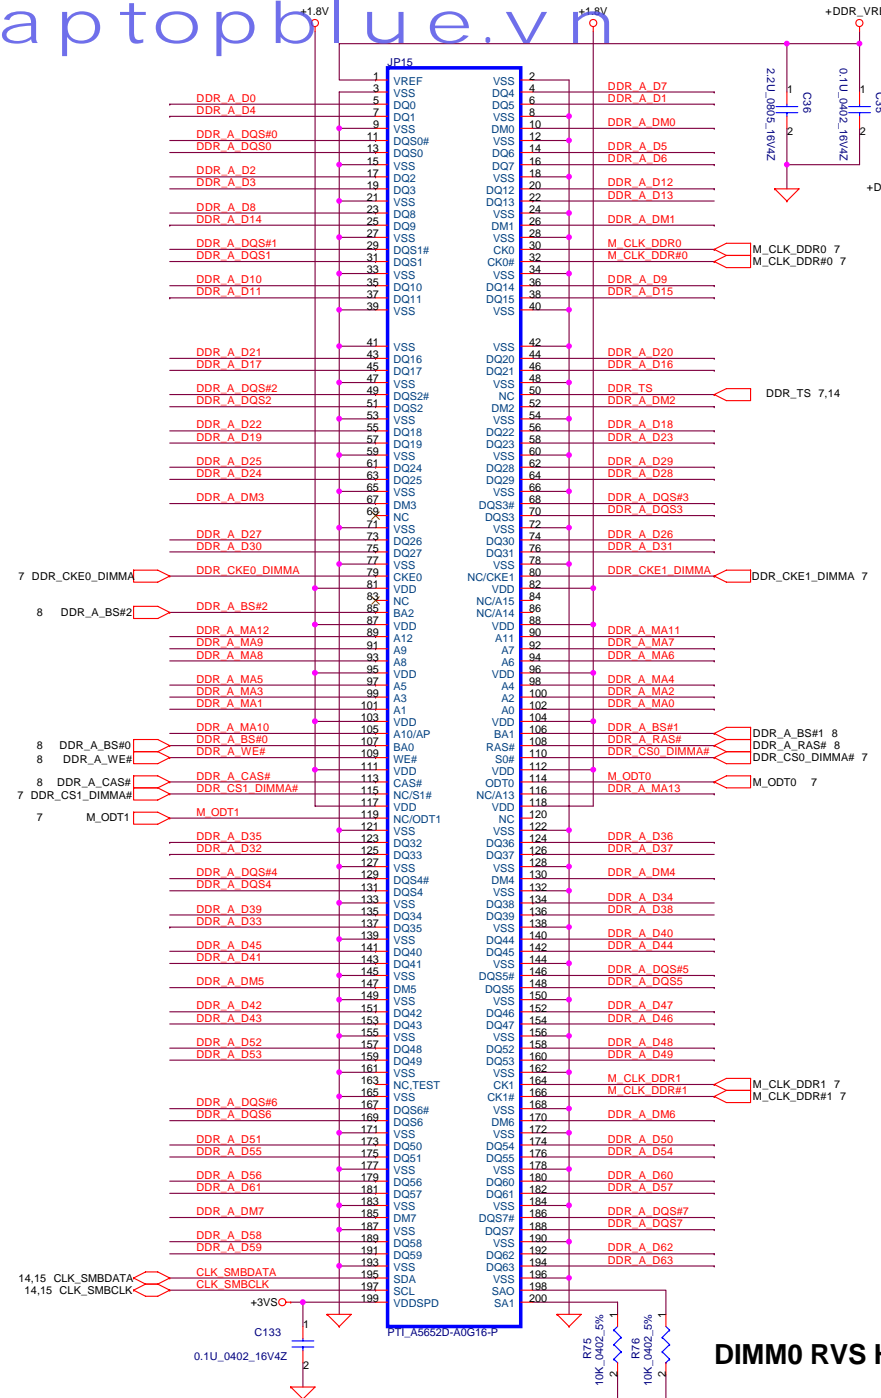 aptopblue.vn
+1.8V +1.8V
JP15
1 VREF VSS 2
3 VSS DQ4 4 DDR_A_D7
DDR_A_D0 5 DQ0 DQ5 6 DDR_A_D1
DDR_A_D4 7 DQ1 VSS 8
9 VSS DM0 10 DDR_A_DM0
DDR_A_DQS#0 11 DQS0# VSS 12
DDR_A_DQS0 13 DQS0 DQ6 14 DDR_A_D5
15 VSS DQ7 16 DDR_A_D6
DDR_A_D2 17 DQ2 VSS 18
DDR_A_D3 19 DQ3 DQ12 20 DDR_A_D12
21 VSS DQ13 22 DDR_A_D13
DDR_A_D8 23 DQ8 VSS 24
DDR_A_D14 25 DQ9 DM1 26 DDR_A_DM1
27 VSS VSS 28
DDR_A_DQS#1 29 DQS1# CK0 30 M_CLK_DDR0 M_CLK_DDR0 7
DDR_A_DQS1 31 DQS1 CK0# 32 M_CLK_DDR#0 M_CLK_DDR#0 7
33 VSS VSS 34
DDR_A_D10 35 DQ10 DQ14 36 DDR_A_D9
DDR_A_D11 37 DQ11 DQ15 38 DDR_A_D15
39 VSS VSS 40
41 VSS VSS 42
DDR_A_D21 43 DQ16 DQ20 44 DDR_A_D20
DDR_A_D17 45 DQ17 DQ21 46 DDR_A_D16
47 VSS VSS 48
DDR_A_DQS#2 49 DQS2# NC 50 DDR_TS DDR_TS 7,14
DDR_A_DQS2 51 DQS2 DM2 52 DDR_A_DM2
53 VSS VSS 54
DDR_A_D22 55 DQ18 DQ22 56 DDR_A_D18
DDR_A_D19 57 DQ19 DQ23 58 DDR_A_D23
59 VSS VSS 60
DDR_A_D25 61 DQ24 DQ28 62 DDR_A_D29
DDR_A_D24 63 DQ25 DQ29 64 DDR_A_D28
65 VSS VSS 66
DDR_A_DM3 67 DM3 DQS3# 68 DDR_A_DQS#3
69 NC DQS3 70 DDR_A_DQS3
71 VSS VSS 72
DDR_A_D27 73 DQ26 DQ30 74 DDR_A_D26
DDR_A_D30 75 DQ27 DQ31 76 DDR_A_D31
77 VSS VSS 78
7 DDR_CKE0_DIMMA DDR_CKE0_DIMMA 79 CKE0 NC/CKE1 80 DDR_CKE1_DIMMA DDR_CKE1_DIMMA 7
81 VDD VDD 82
83 NC NC/A15 84
8 DDR_A_BS#2 DDR_A_BS#2 85 BA2 NC/A14 86
87 VDD VDD 88
DDR_A_MA12 89 A12 A11 90 DDR_A_MA11
DDR_A_MA9 91 A9 A7 92 DDR_A_MA7
DDR_A_MA8 93 A8 A6 94 DDR_A_MA6
95 VDD VDD 96
DDR_A_MA5 97 A5 A4 98 DDR_A_MA4
DDR_A_MA3 99 A3 A2 100 DDR_A_MA2
DDR_A_MA1 101 A1 A0 102 DDR_A_MA0
103 VDD VDD 104
DDR_A_MA10 105 A10/AP BA1 106 DDR_A_BS#1 DDR_A_BS#1 8
8 DDR_A_BS#0 DDR_A_BS#0 107 BA0 RAS# 108 DDR_A_RAS# DDR_A_RAS# 8
8 DDR_A_WE# DDR_A_WE# 109 WE# S0# 110 DDR_CS0_DIMMA# DDR_CS0_DIMMA# 7
111 VDD VDD 112
8 DDR_A_CAS# DDR_A_CAS# 113 CAS# ODT0 114 M_ODT0 M_ODT0 7
7 DDR_CS1_DIMMA# DDR_CS1_DIMMA# 115 NC/S1# NC/A13 116 DDR_A_MA13
117 VDD VDD 118
7 M_ODT1 M_ODT1 119 NC/ODT1 NC 120
121 VSS VSS 122
DDR_A_D35 123 DQ32 DQ36 124 DDR_A_D36
DDR_A_D32 125 DQ33 DQ37 126 DDR_A_D37
127 VSS VSS 128
DDR_A_DQS#4 129 DQS4# DM4 130 DDR_A_DM4
DDR_A_DQS4 131 DQS4 VSS 132
133 VSS DQ38 134 DDR_A_D34
DDR_A_D39 135 DQ34 DQ39 136 DDR_A_D38
DDR_A_D33 137 DQ35 VSS 138
139 VSS DQ44 140 DDR_A_D40
DDR_A_D45 141 DQ40 DQ45 142 DDR_A_D44
DDR_A_D41 143 DQ41 VSS 144
145 VSS DQS5# 146 DDR_A_DQS#5
DDR_A_DM5 147 DM5 DQS5 148 DDR_A_DQS5
149 VSS VSS 150
DDR_A_D42 151 DQ42 DQ46 152 DDR_A_D47
DDR_A_D43 153 DQ43 DQ47 154 DDR_A_D46
155 VSS VSS 156
DDR_A_D52 157 DQ48 DQ52 158 DDR_A_D48
DDR_A_D53 159 DQ49 DQ53 160 DDR_A_D49
161 VSS VSS 162
163 NC,TEST CK1 164 M_CLK_DDR1 M_CLK_DDR1 7
165 VSS CK1# 166 M_CLK_DDR#1 M_CLK_DDR#1 7
DDR_A_DQS#6 167 DQS6# VSS 168
DDR_A_DQS6 169 DQS6 DM6 170 DDR_A_DM6
171 VSS VSS 172
DDR_A_D51 173 DQ50 DQ54 174 DDR_A_D50
DDR_A_D55 175 DQ51 DQ55 176 DDR_A_D54
177 VSS VSS 178
DDR_A_D56 179 DQ56 DQ60 180 DDR_A_D60
DDR_A_D61 181 DQ57 DQ61 182 DDR_A_D57
183 VSS VSS 184
DDR_A_DM7 185 DM7 DQS7# 186 DDR_A_DQS#7
187 VSS DQS7 188 DDR_A_DQS7
DDR_A_D58 189 DQ58 VSS 190
DDR_A_D59 191 DQ59 DQ62 192 DDR_A_D62
193 VSS DQ63 194 DDR_A_D63
14,15 CLK_SMBDATA CLK_SMBDATA 195 SDA VSS 196
14,15 CLK_SMBCLK CLK_SMBCLK 197 SCL SAO 198
+3VS 199 VDDSPD SA1 200
PTI_A5652D-A0G16-P
C133
1
0.1U_0402_16V4Z
2
R75
10K_0402_5%
2
R76
10K_0402_5%
2
1
C36
2.2U_0805_16V4Z
2
1
0.1U_0402_16V4Z
2
DIMM0 RVS